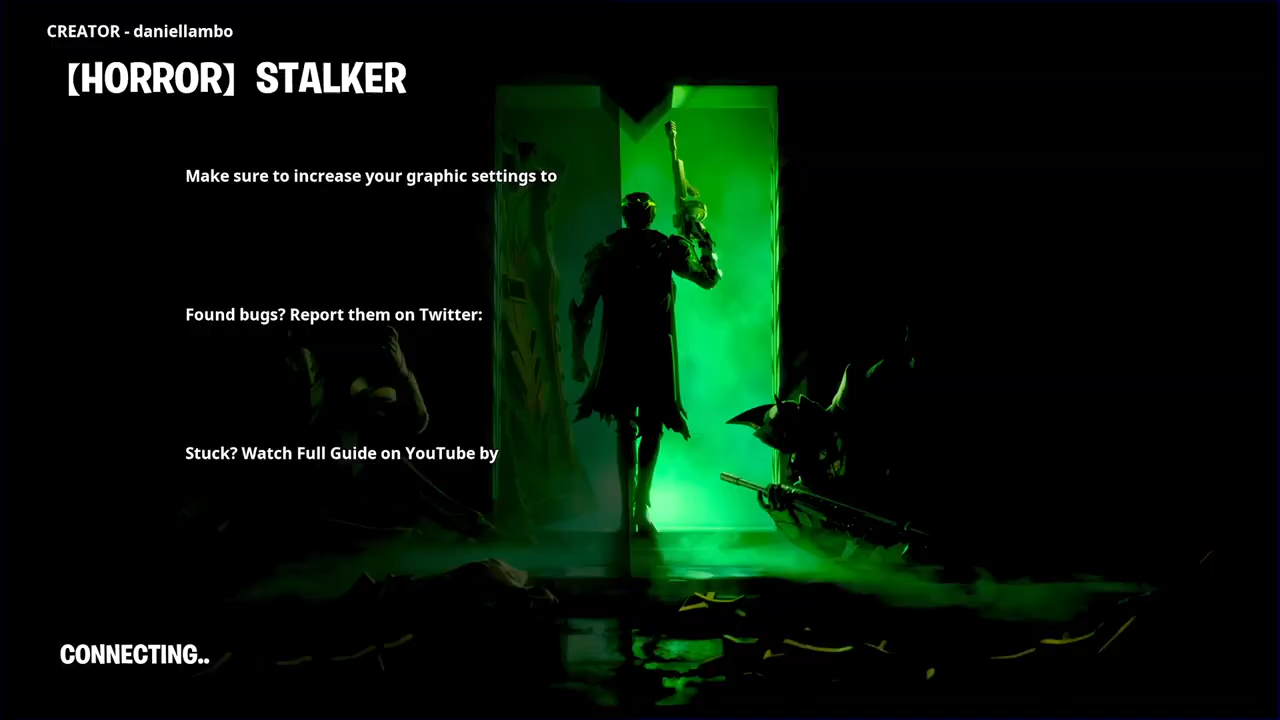 CREATOR - daniellambo
【HORROR】 STALKER
Make sure to increase your graphic settings to
Found bugs? Report them on Twitter:
Stuck? Watch Full Guide on YouTube by
CONNECTING..